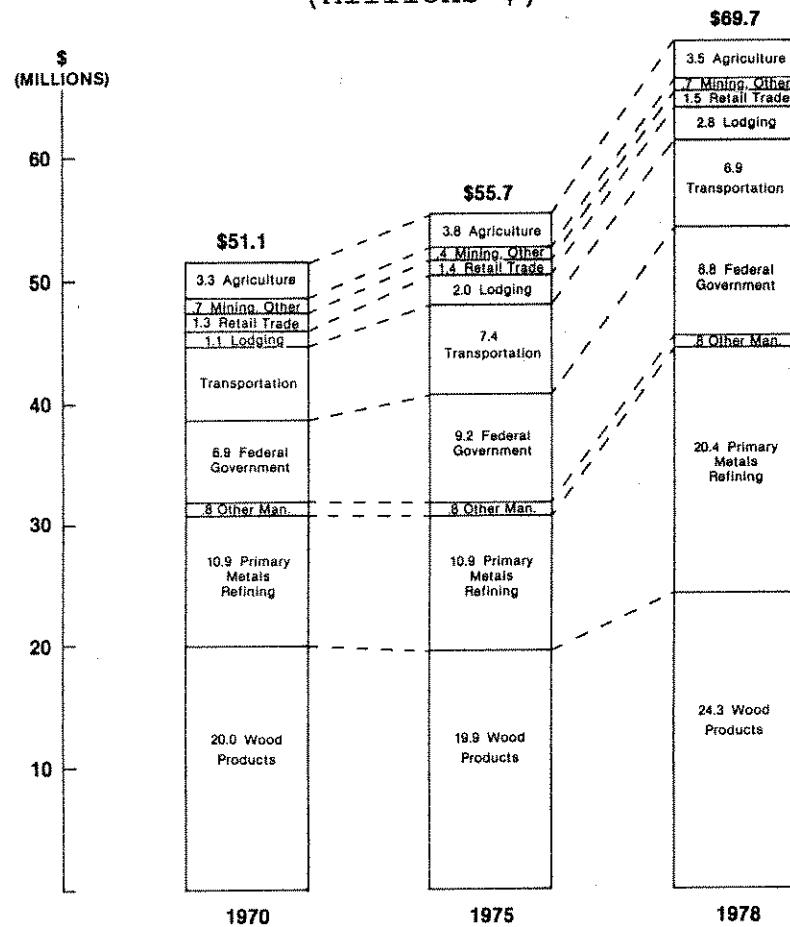 (Millions $)
$69.7
$
(MILLIONS)
3.5 Agriculture
.7 Mining, Other
1.5 Retail Trade
2.8 Lodging
6.9
Transportation
8.8 Federal
Government
.8 Other Man.
20.4 Primary
Metals
Refining
24.3 Wood
Products
1978
$55.7
3.8 Agriculture
.4 Mining, Other
1.4 Retail Trade
2.0 Lodging
7.4
Transportation
9.2 Federal
Government
.8 Other Man.
10.9 Primary
Metals
Refining
19.9 Wood
Products
1975
$51.1
3.3 Agriculture
.7 Mining, Other
1.3 Retail Trade
1.1 Lodging
Transportation
6.9 Federal
Government
.8 Other Man.
10.9 Primary
Metals
Refining
20.0 Wood
Products
1970
60
50
40
30
20
10